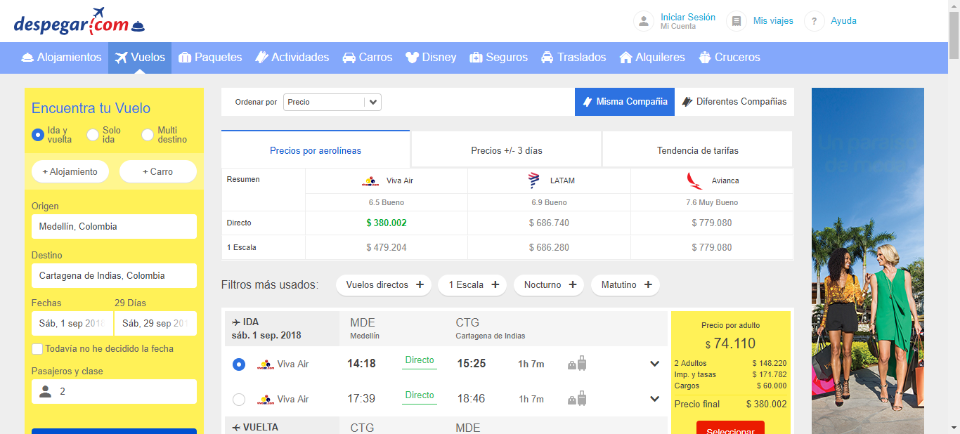 despegar.com
Iniciar Sesión
Mi Cuenta
Mis viajes
?
Ayuda
Alojamientos
Vuelos
Paquetes
Actividades
Carros
Disney
Seguros
Traslados
Alquileres
Cruceros
Encuentra tu Vuelo
Ida y vuelta
Solo ida
Multi destino
+ Alojamiento
+ Carro
Origen
Medellín, Colombia
Destino
Cartagena de Indias, Colombia
Fechas
29 Días
Sáb, 1 sep 2018
Sáb, 29 sep 201
Todavía no he decidido la fecha
Pasajeros y clase
2
Ordenar por
Precio
Misma Compañia
Diferentes Compañias
Precios por aerolíneas
Precios +/- 3 días
Tendencia de tarifas
Resumen
Viva Air
LATAM
Avianca
6.5 Bueno
6.9 Bueno
7.6 Muy Bueno
Directo
$ 380.002
$ 686.740
$ 779.080
1 Escala
$ 479.204
$ 686.280
$ 779.080
Filtros más usados:
Vuelos directos +
1 Escala +
Nocturno +
Matutino +
IDA
MDE
CTG
sáb. 1 sep. 2018
Medellín
Cartagena de Indias
Viva Air
14:18
Directo
15:25
1h 7m
Viva Air
17:39
Directo
18:46
1h 7m
VUELTA
CTG
MDE
Precio por adulto
$ 74.110
2 Adultos
$ 148.220
Imp. y tasas
$ 171.782
Cargos
$ 60.000
Precio final
$ 380.002
Seleccionar